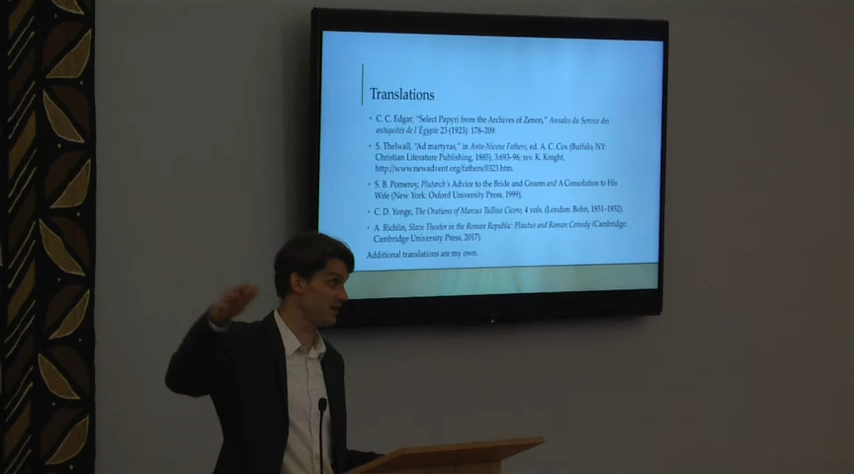 Translations
• C. C. Edgar, "Select Papyri from the Archives of Zenon," Annales du Service des
antiquités de l'Égypte 23 (1923): 178-209.
• S. Thelwall, "Ad martyras," in Anto-Nicene Fathers, ed. A. C. Cox (Buffalo, NY:
Christian Literature Publishing, 1885), 3:693-96; rev. K. Knight,
http://www.newadvent.org/fathers/0323.htm.
• S. B. Pomeroy, Plutarch's Advice to the Bride and Groom and A Consolation to His
Wife (New York: Oxford University Press, 1999).
• C. D. Yonge, The Orations of Marcus Tullius Cicero, 4 vols. (London: Bohn, 1851-1852).
• A. Richlin, Slave Theater in the Roman Republic: Plautus and Roman Comedy (Cambridge:
Cambridge University Press, 2017).
Additional translations are my own.